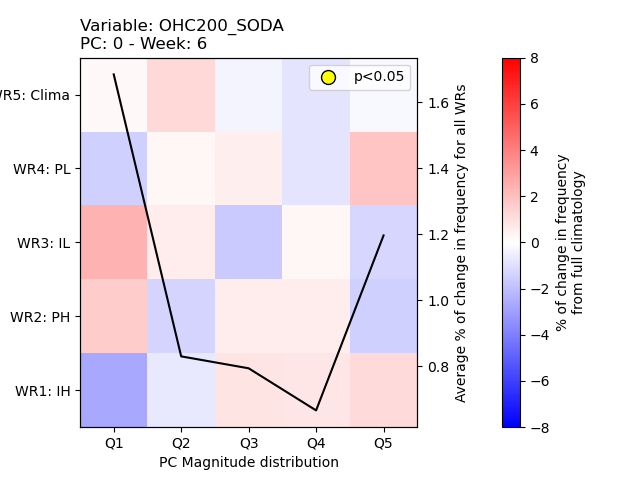 Variable: OHC200_SODA
PC: 0 - Week: 6
p<0.05
WR5: Clima
WR4: PL
WR3: IL
WR2: PH
WR1: IH
Q1 Q2 Q3 Q4 Q5
PC Magnitude distribution
1.6
1.4
1.2
1.0
0.8
Average % of change in frequency for all WRs
8
6
4
2
0
−2
−4
−6
−8
% of change in frequency
from full climatology